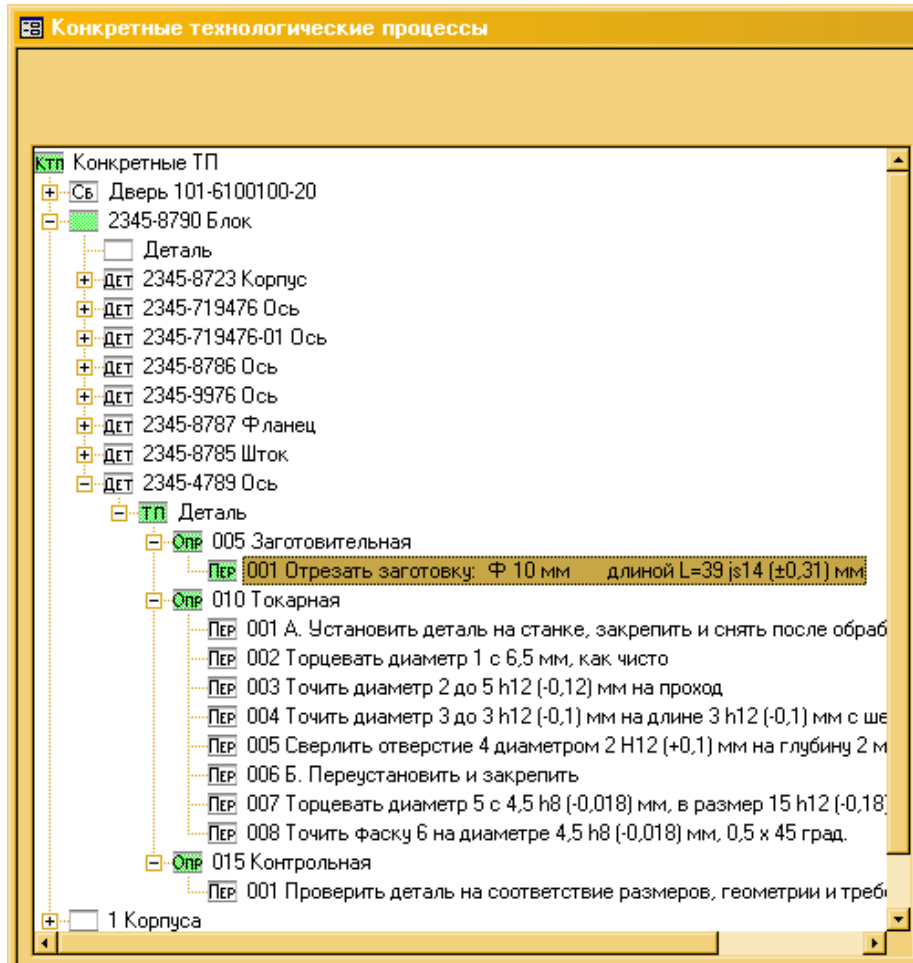 Конкретные технологические процессы
КТП Конкретные ТП
СБ Дверь 101-6100100-20
2345-8790 Блок
Деталь
ДЕТ 2345-8723 Корпус
ДЕТ 2345-719476 Ось
ДЕТ 2345-719476-01 Ось
ДЕТ 2345-8786 Ось
ДЕТ 2345-9976 Ось
ДЕТ 2345-8787 Фланец
ДЕТ 2345-8785 Шток
ДЕТ 2345-4789 Ось
ТП Деталь
ОПР 005 Заготовительная
ПЕР 001 Отрезать заготовку: Ф 10 мм длиной L=39 js14 (±0,31) мм
ОПР 010 Токарная
ПЕР 001 А. Установить деталь на станке, закрепить и снять после обраб
ПЕР 002 Торцевать диаметр 1 с 6,5 мм, как чисто
ПЕР 003 Точить диаметр 2 до 5 h12 (-0,12) мм на проход
ПЕР 004 Точить диаметр 3 до 3 h12 (-0,1) мм на длине 3 h12 (-0,1) мм с ше
ПЕР 005 Сверлить отверстие 4 диаметром 2 H12 (+0,1) мм на глубину 2 м
ПЕР 006 Б. Переустановить и закрепить
ПЕР 007 Торцевать диаметр 5 с 4,5 h8 (-0,018) мм, в размер 15 h12 (-0,18)
ПЕР 008 Точить фаску 6 на диаметре 4,5 h8 (-0,018) мм, 0,5 x 45 град.
ОПР 015 Контрольная
ПЕР 001 Проверить деталь на соответствие размеров, геометрии и требо
1 Корпуса